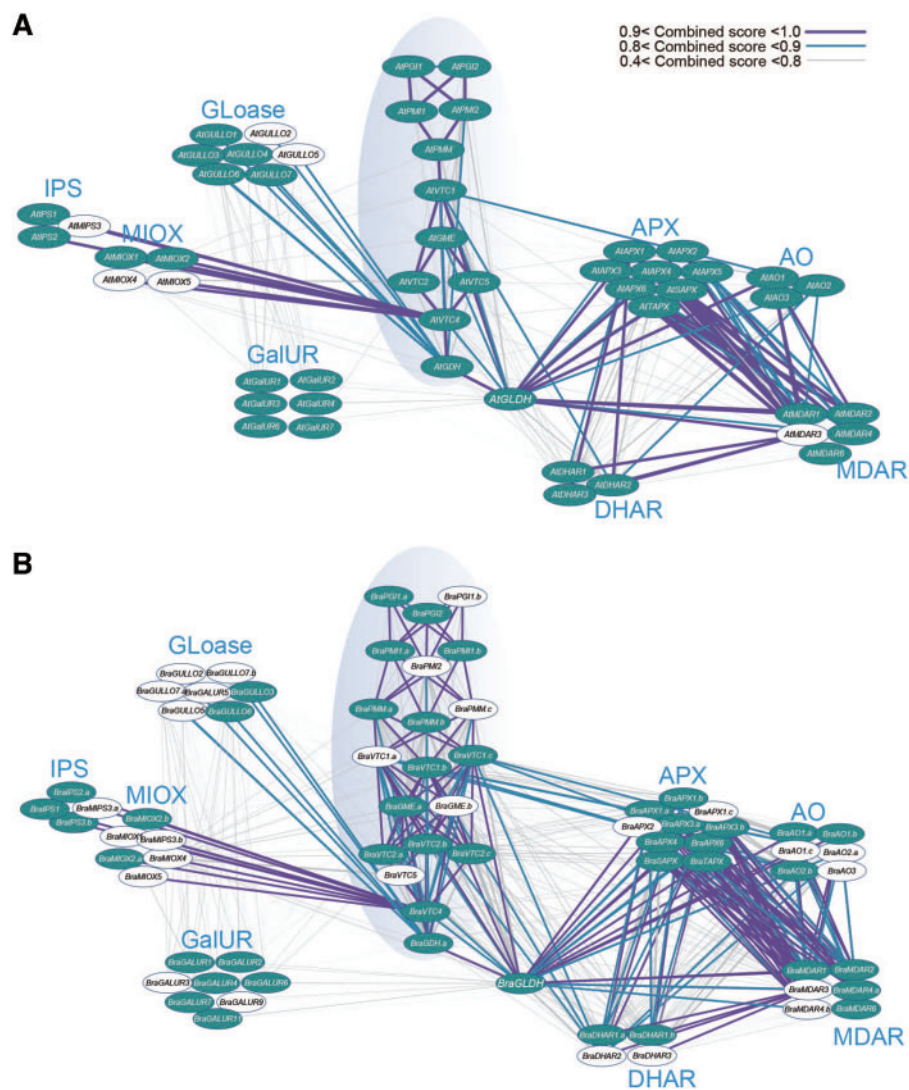 A
0.9< Combined score <1.0
0.8< Combined score <0.9
0.4< Combined score <0.8
AtPGI1 AtPGI2
AtPMI1 AtPMI2
AtPMM
AtVTC1
AtGME
AtVTC2 AtVTC5
AtVTC4
AtGDH
AtGLDH
GLoase
AtGULLO1 AtGULLO2
AtGULLO3 AtGULLO4 AtGULLO5
AtGULLO6 AtGULLO7
IPS
AtIPS1 AtMIPS3
AtIPS2
MIOX
AtMIOX1 AtMIOX2
AtMIOX4 AtMIOX5
GalUR
AtGalUR1 AtGalUR2
AtGalUR3 AtGalUR4
AtGalUR6 AtGalUR7
APX
AtAPX1 AtAPX2
AtAPX3 AtAPX4 AtAPX5
AtAPX6 AtSAPX
AtTAPX
AO
AtAO1 AtAO2
AtAO3
AtMDAR1 AtMDAR2
AtMDAR3 AtMDAR4
AtMDAR6
MDAR
AtDHAR1 AtDHAR2
AtDHAR3
DHAR
B
BraPGI1.a BraPGI1.b
BraPGI2
BraPMI1.a BraPMI1.b
BraPMI2
BraPMM.a BraPMM.c
BraPMM.b
BraVTC1.a BraVTC1.c
BraVTC1.b
BraGME.a BraGME.b
BraVTC2.a BraVTC2.b BraVTC2.c
BraVTC5
BraVTC4
BraGDH.a
BraGLDH
GLoase
BraGULLO2 BraGULLO7.b
BraGULLO7.a BraGALUR5 BraGULLO3
BraGULLO5 BraGULLO6
IPS
BraIPS2.a
BraIPS1 BraMIPS3.a
BraIPS3.b
MIOX
BraMIOX2.b
BraMIPS3.b
BraMIOX2.a BraMIOX4
BraMIOX5
GalUR
BraGALUR1 BraGALUR2
BraGALUR3 BraGALUR4 BraGALUR6
BraGALUR7 BraGALUR9
BraGALUR11
APX
BraAPX1.b
BraAPX1.a BraAPX1.c
BraAPX2 BraAPX3.a BraAPX3.b
BraAPX4 BraAPX6
BraSAPX BraTAPX
AO
BraAO1.a BraAO1.b
BraAO1.c BraAO2.a
BraAO2.b BraAO3
BraMDAR1 BraMDAR2
BraMDAR3 BraMDAR4.a
BraMDAR4.b BraMDAR6
MDAR
BraDHAR1.a BraDHAR1.b
BraDHAR2 BraDHAR3
DHAR